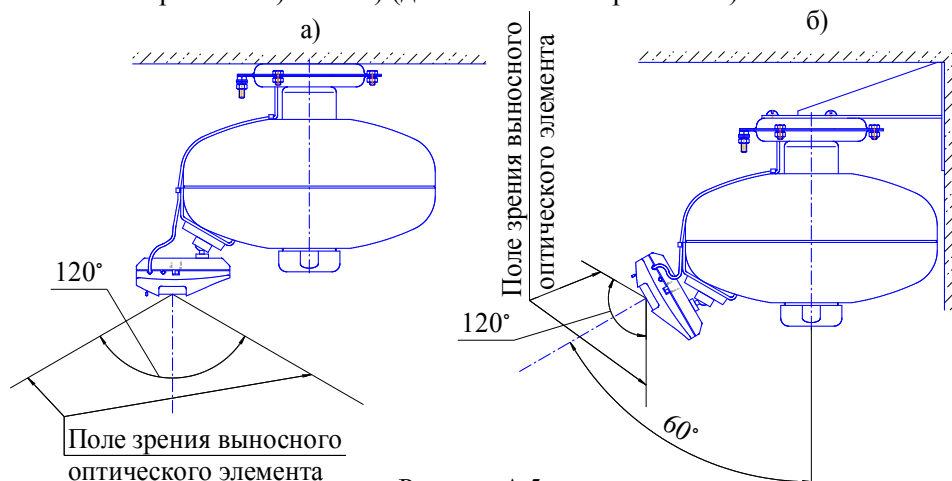 а)
б)
120°
Поле зрения выносного
оптического элемента
Поле зрения выносного
оптического элемента
120°
60°